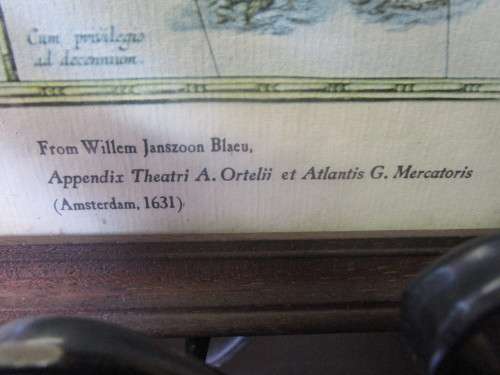 Cum privilegio
ad decennium.
From Willem Janszoon Blaeu,
Appendix Theatri A. Ortelii et Atlantis G. Mercatoris
(Amsterdam, 1631)